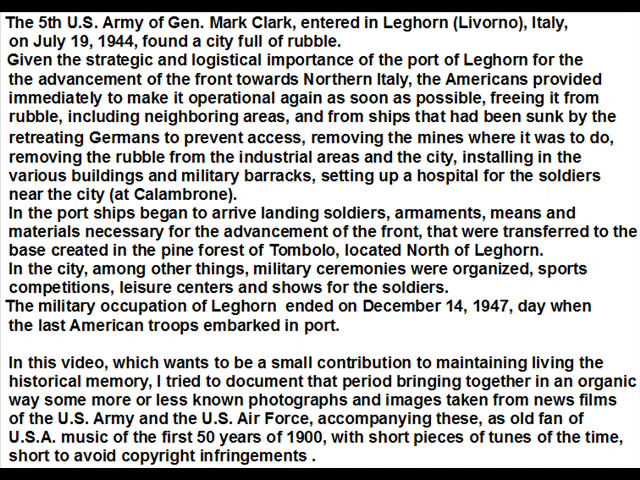 The 5th U.S. Army of Gen. Mark Clark, entered in Leghorn (Livorno), Italy,
on July 19, 1944, found a city full of rubble.
Given the strategic and logistical importance of the port of Leghorn for the
the advancement of the front towards Northern Italy, the Americans provided
immediately to make it operational again as soon as possible, freeing it from
rubble, including neighboring areas, and from ships that had been sunk by the
retreating Germans to prevent access, removing the mines where it was to do,
removing the rubble from the industrial areas and the city, installing in the
various buildings and military barracks, setting up a hospital for the soldiers
near the city (at Calambrone).
In the port ships began to arrive landing soldiers, armaments, means and
materials necessary for the advancement of the front, that were transferred to the
base created in the pine forest of Tombolo, located North of Leghorn.
In the city, among other things, military ceremonies were organized, sports
competitions, leisure centers and shows for the soldiers.
The military occupation of Leghorn ended on December 14, 1947, day when
the last American troops embarked in port.
In this video, which wants to be a small contribution to maintaining living the
historical memory, I tried to document that period bringing together in an organic
way some more or less known photographs and images taken from news films
of the U.S. Army and the U.S. Air Force, accompanying these, as old fan of
U.S.A. music of the first 50 years of 1900, with short pieces of tunes of the time,
short to avoid copyright infringements .